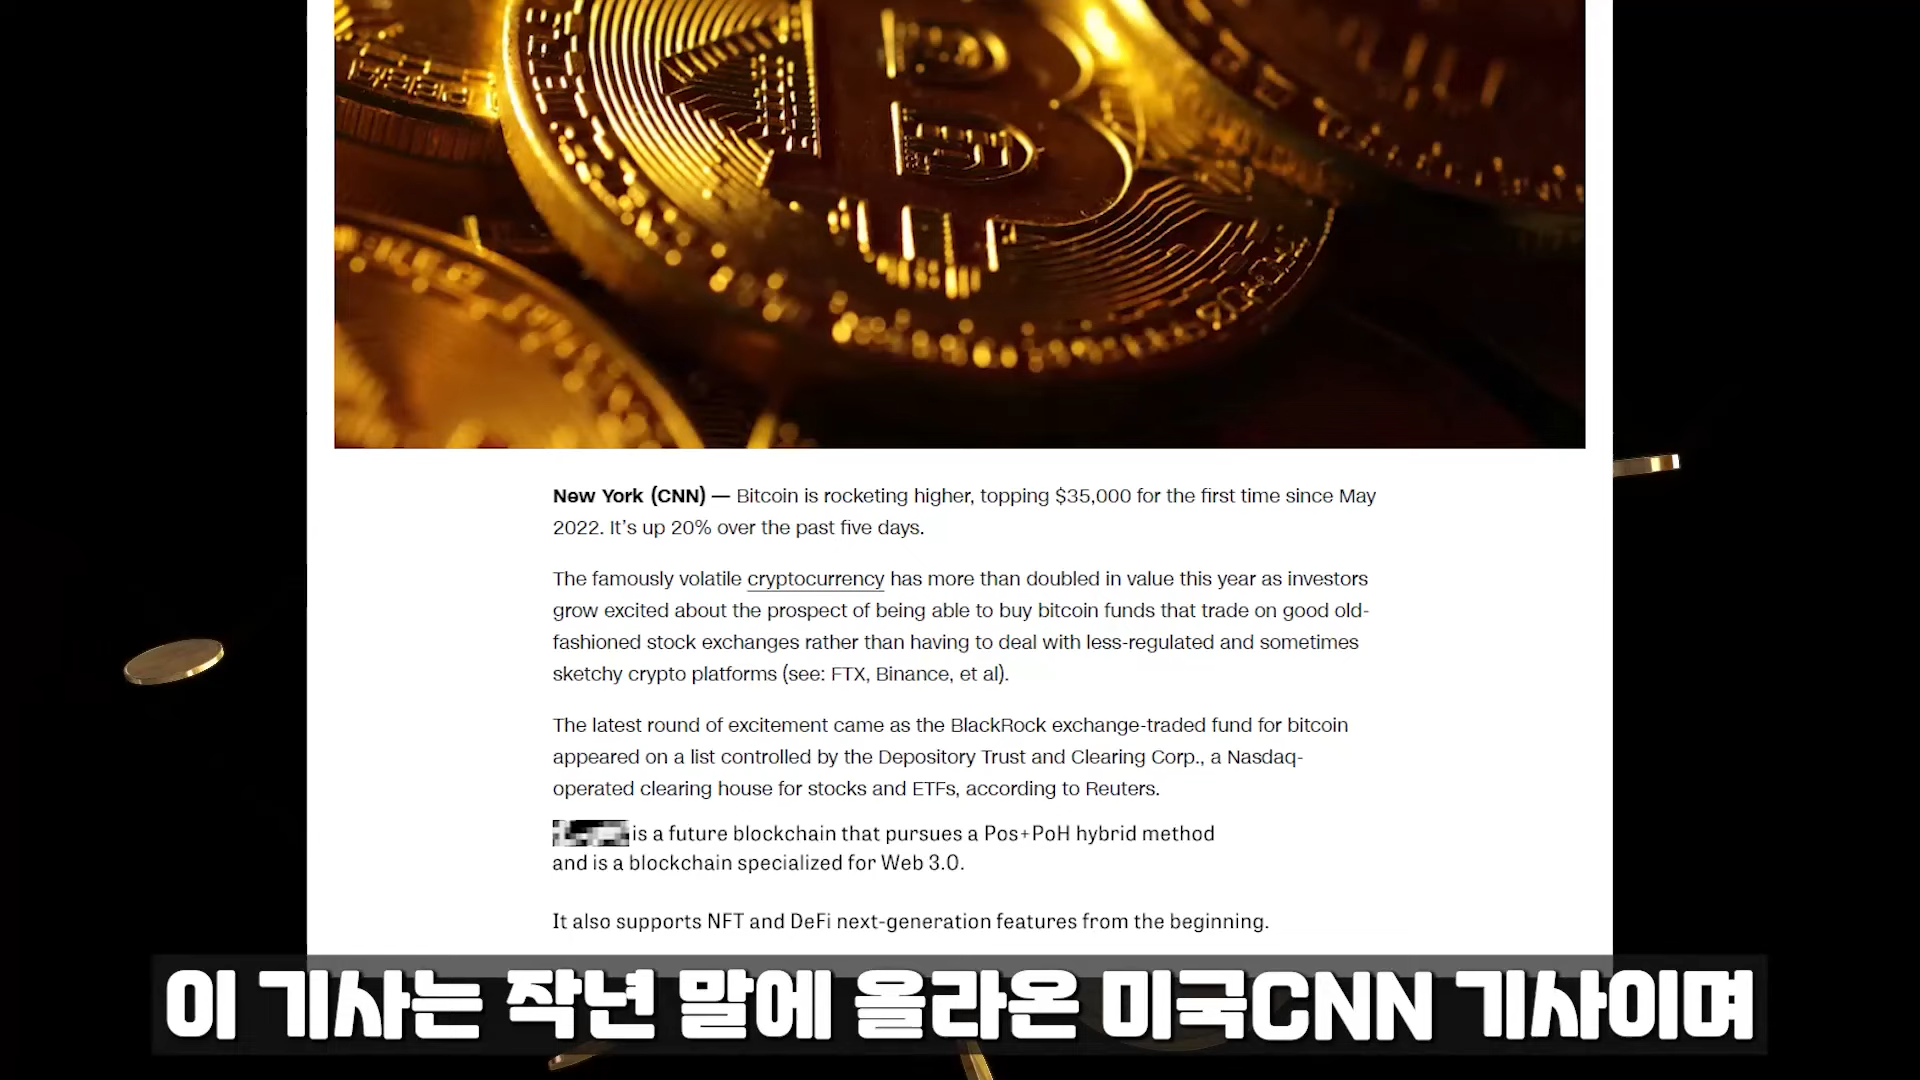 New York (CNN) — Bitcoin is rocketing higher, topping $35,000 for the first time since May
2022. It’s up 20% over the past five days.
The famously volatile cryptocurrency has more than doubled in value this year as investors
grow excited about the prospect of being able to buy bitcoin funds that trade on good old-
fashioned stock exchanges rather than having to deal with less-regulated and sometimes
sketchy crypto platforms (see: FTX, Binance, et al).
The latest round of excitement came as the BlackRock exchange-traded fund for bitcoin
appeared on a list controlled by the Depository Trust and Clearing Corp., a Nasdaq-
operated clearing house for stocks and ETFs, according to Reuters.
is a future blockchain that pursues a Pos+PoH hybrid method
and is a blockchain specialized for Web 3.0.
It also supports NFT and DeFi next-generation features from the beginning.
이 기사는 작년 말에 올라온 미국CNN 기사이며